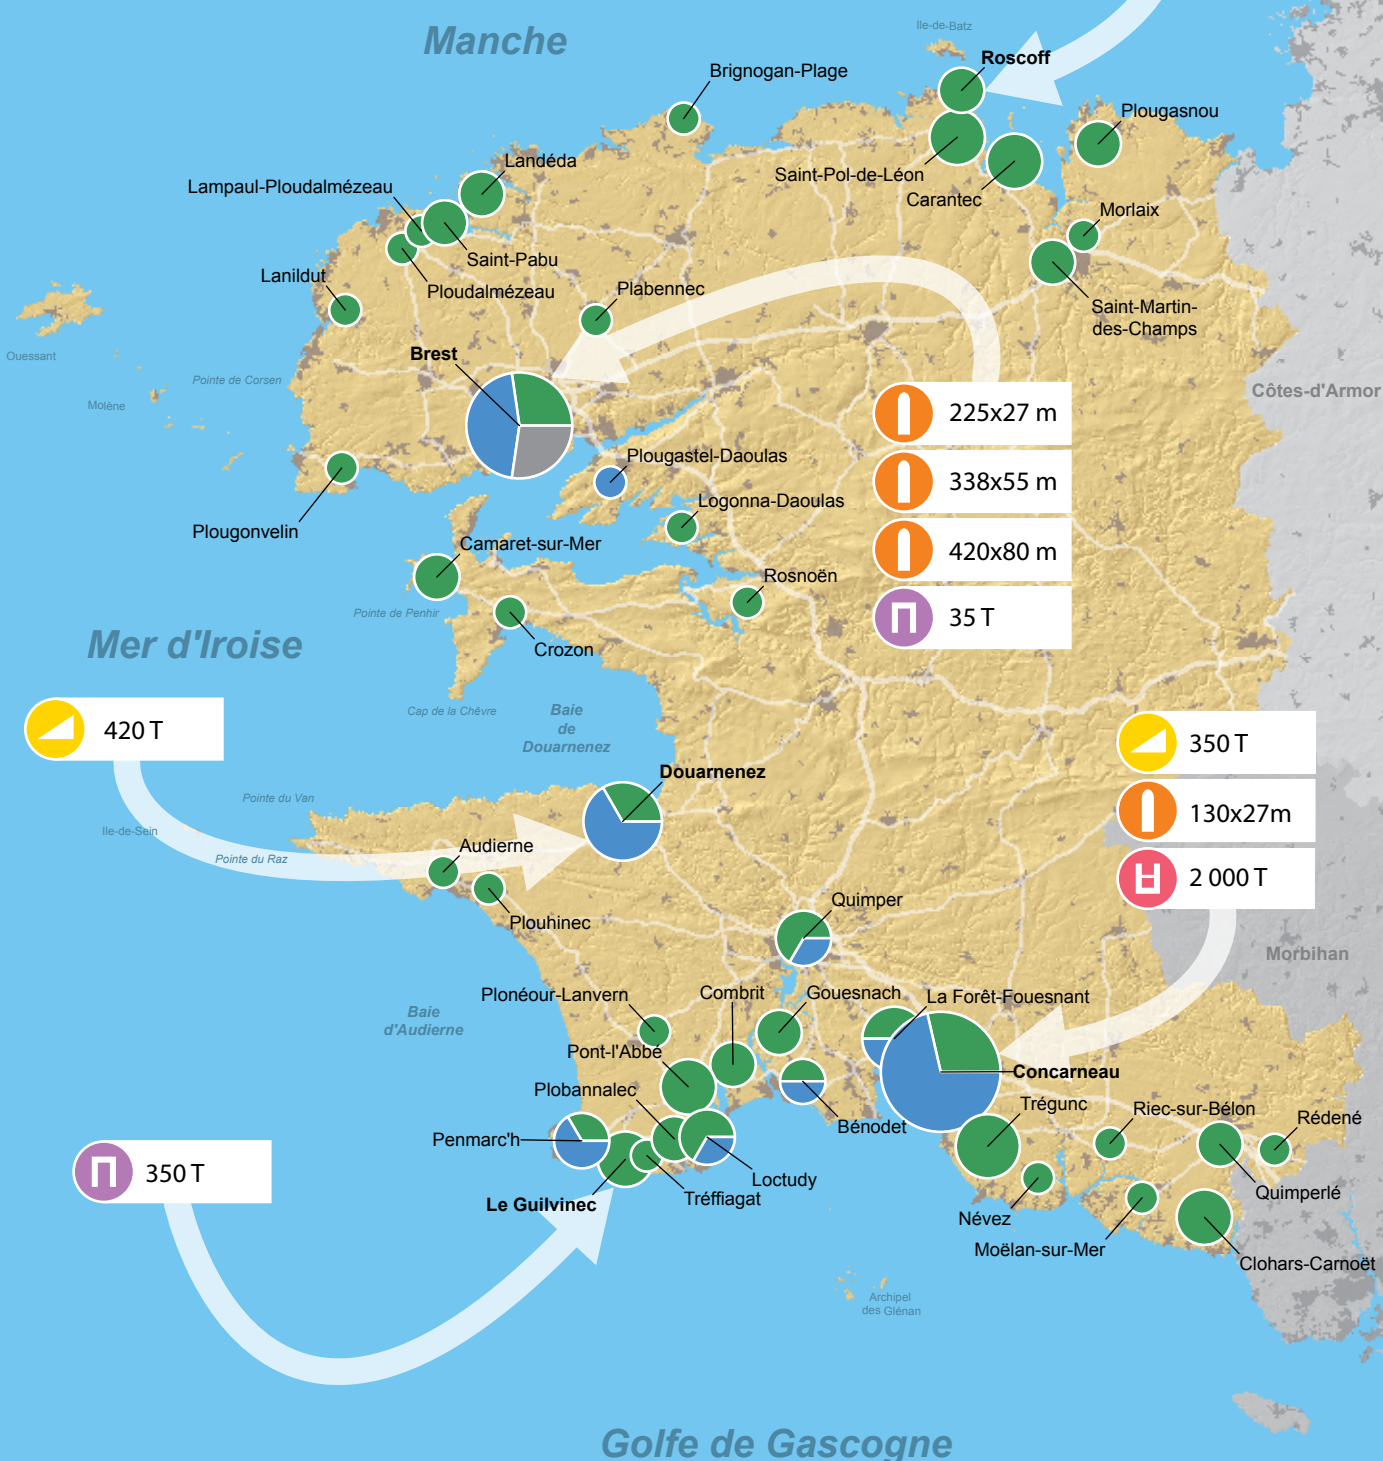 Ile-de-Batz
Manche
Roscoff
Brignogan-Plage
Plougasnou
Landéda
Saint-Pol-de-Léon
Lampaul-Ploudalmézeau
Carantec
Morlaix
Saint-Pabu
Lanildut
Ploudalmézeau
Plabennec
Saint-Martin-
des-Champs
Ouessant
Brest
Pointe de Corsen
Côtes-d'Armor
Molène
225x27 m
Plougastel-Daoulas
338x55 m
Logonna-Daoulas
Plougonvelin
Camaret-sur-Mer
420x80 m
Rosnoën
Pointe de Penhir
35 T
Mer d'Iroise
Crozon
Cap de la Chèvre
Baie
de
Douarnenez
420 T
350 T
Douarnenez
Pointe du Van
130x27m
Ile-de-Sein
Audierne
Pointe du Raz
2 000 T
Quimper
Plouhinec
Morbihan
Plonéour-Lanvern
Combrit
Gouesnach
La Forêt-Fouesnant
Baie
d'Audierne
Pont-l'Abbé
Concarneau
Plobannalec
Trégunc
Riec-sur-Bélon
Rédené
Bénodet
Penmarc'h
350 T
Loctudy
Tréffiagat
Quimperlé
Le Guilvinec
Névez
Moëlan-sur-Mer
Clohars-Carnoët
Archipel
des Glénan
Golfe de Gascogne